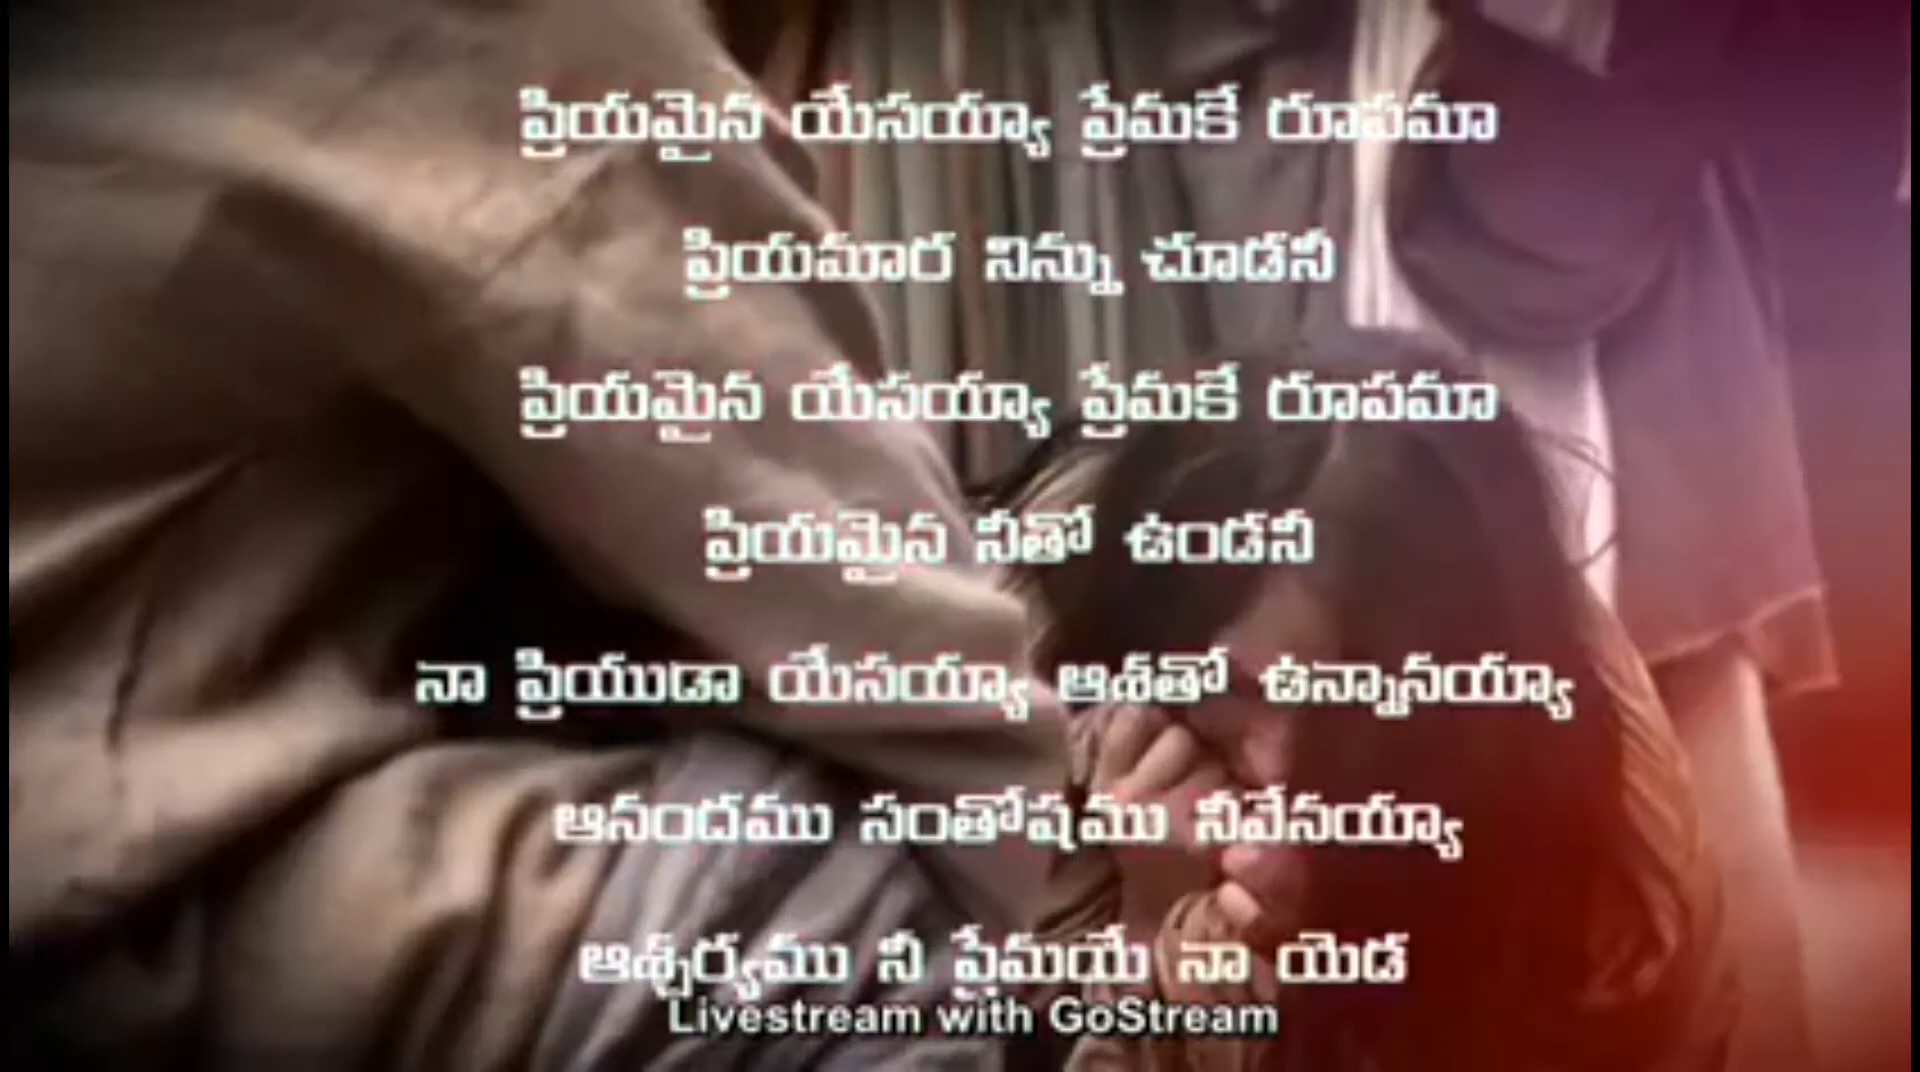 ప్రియమైన యేసయ్యా ప్రేమకే రూపమా
ప్రియమార నిన్ను చూడనీ
ప్రియమైన యేసయ్యా ప్రేమకే రూపమా
ప్రియమైన నీతో ఉండనీ
నా ప్రియుడా యేసయ్యా ఆశతో ఉన్నానయ్యా
ఆనందము సంతోషము నీవేనయ్యా
ఆశ్చర్యము నీ ప్రేమయే నా యెడ
Livestream with GoStream